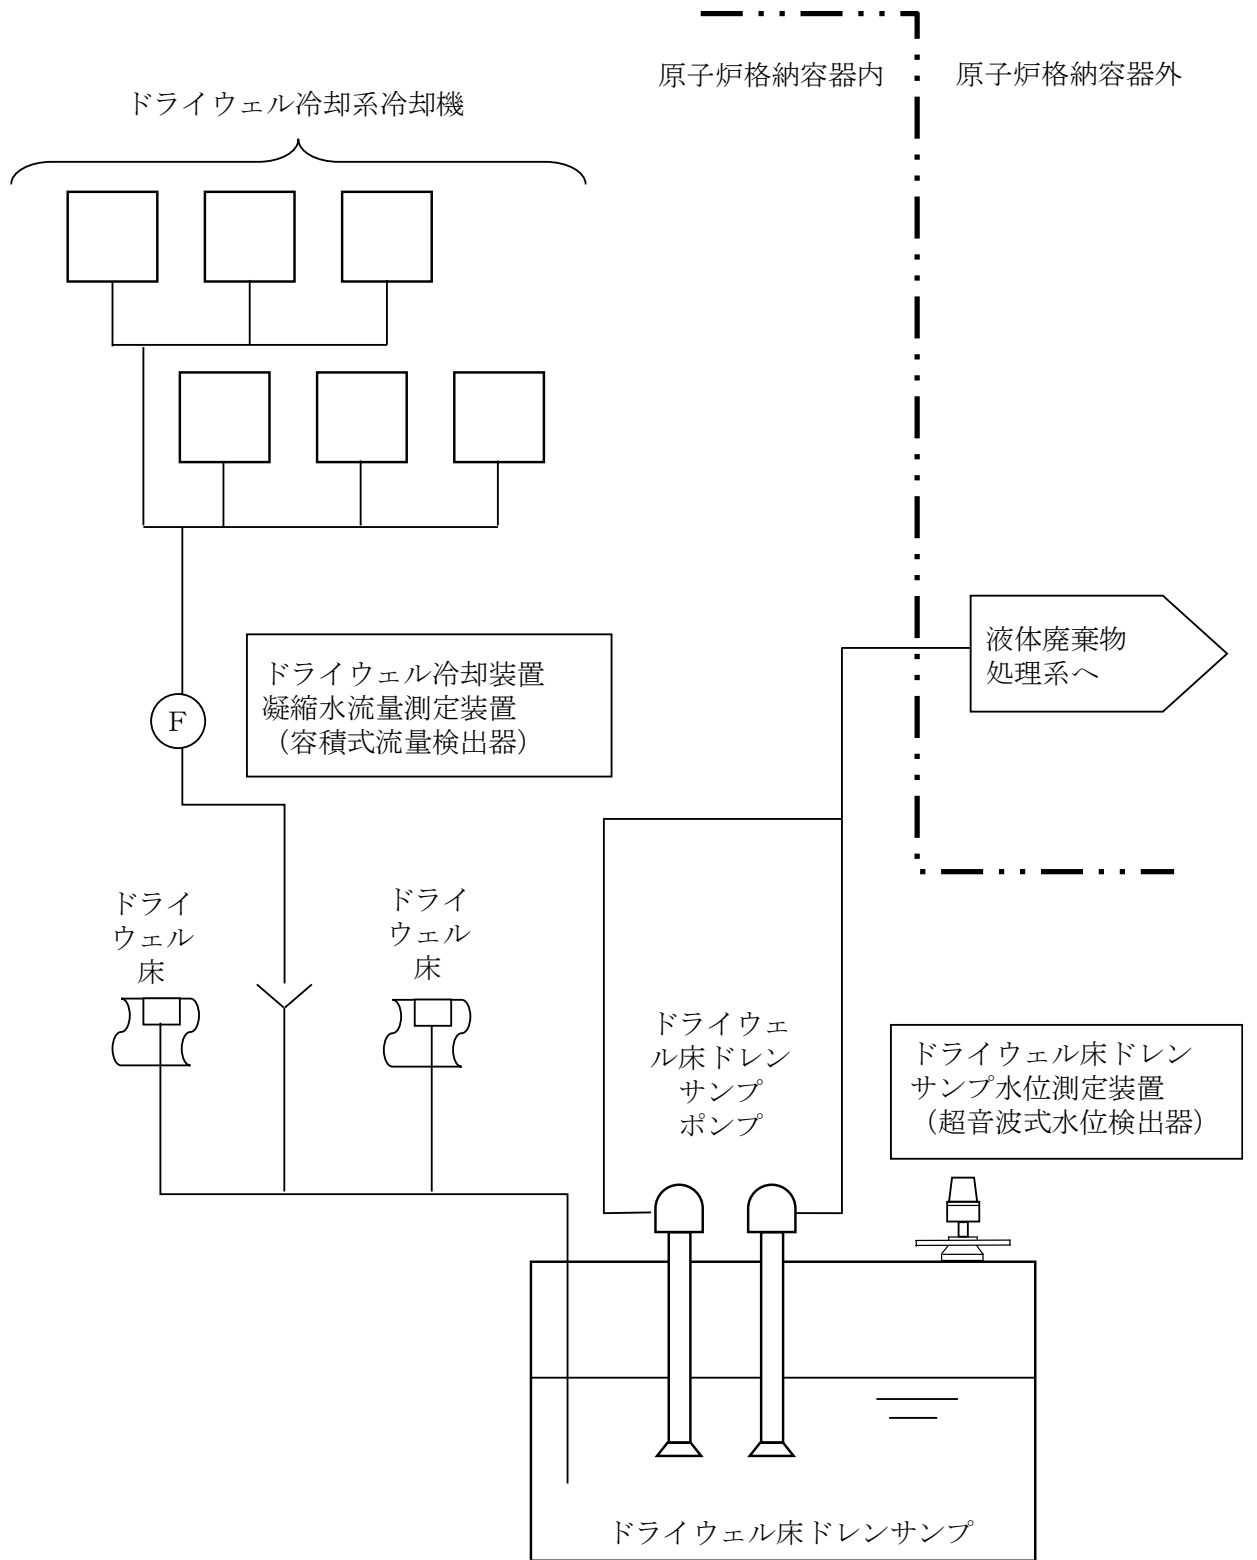 原子炉格納容器内
原子炉格納容器外
ドライウェル冷却系冷却機
液体廃棄物
処理系へ
ドライウェル冷却装置
凝縮水流量測定装置
（容積式流量検出器）
F
ドライ
ウェル
床
ドライ
ウェル
床
ドライウェ
ル床ドレン
サンプ
ポンプ
ドライウェル床ドレン
サンプ水位測定装置
（超音波式水位検出器）
ドライウェル床ドレンサンプ